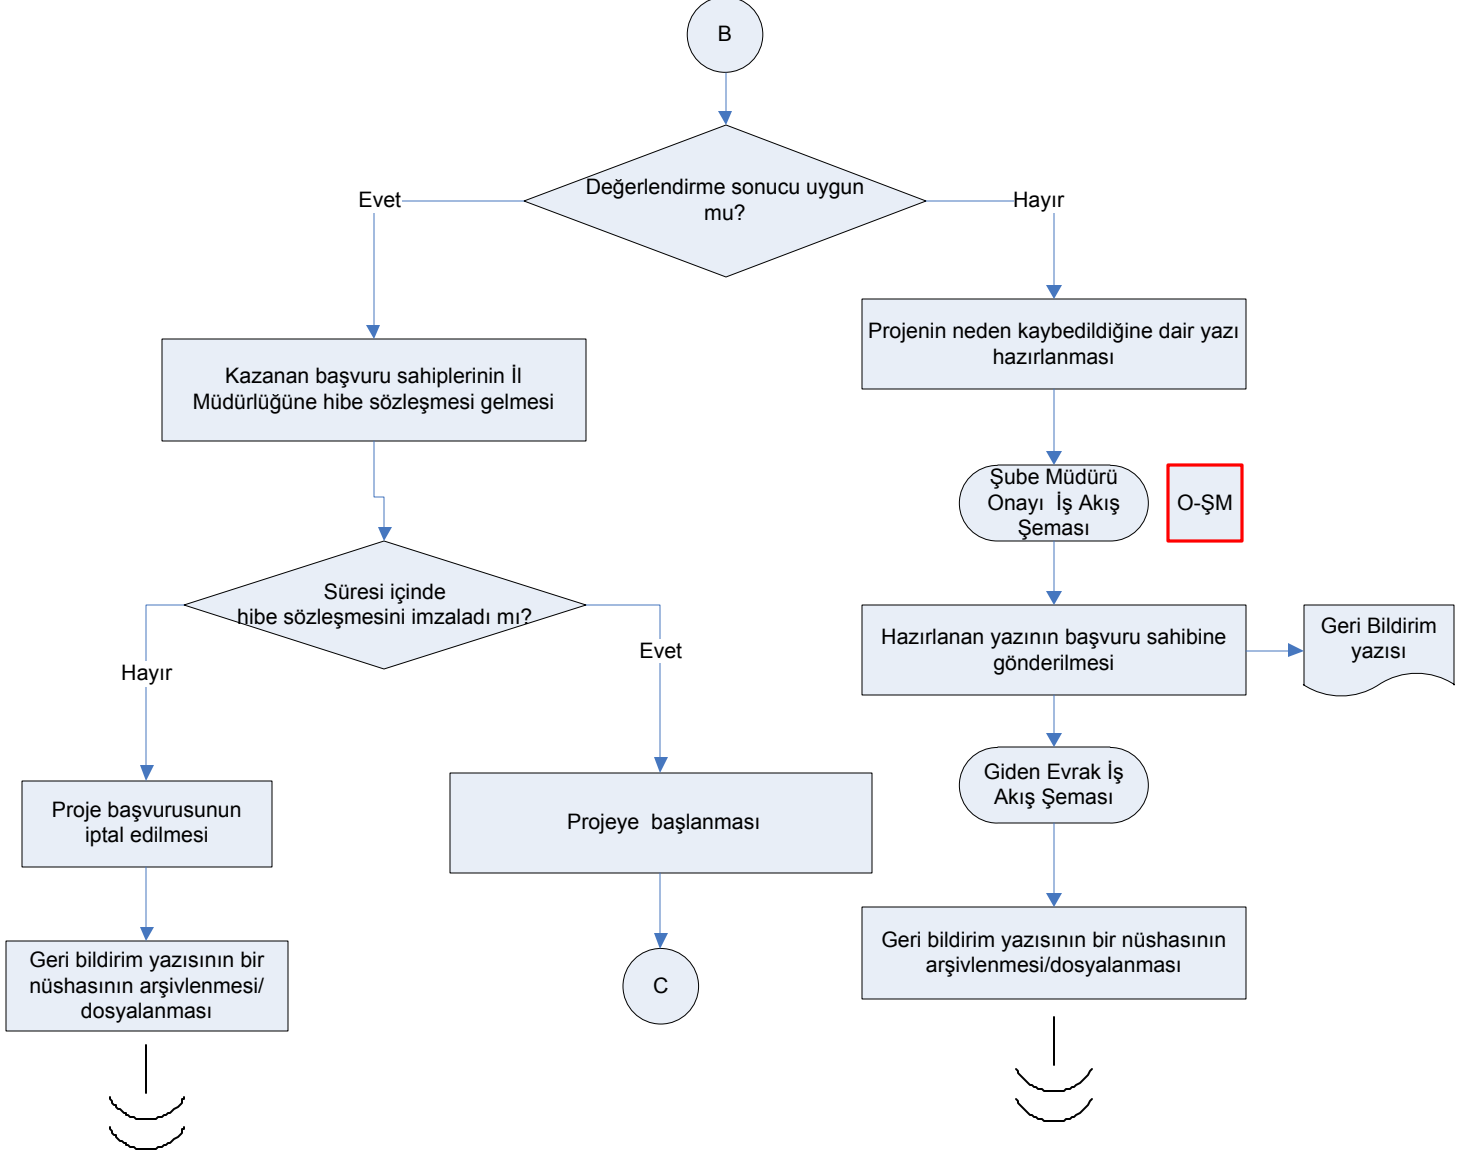 B
Değerlendirme sonucu uygun
mu?
Evet
Hayır
Projenin neden kaybedildiğine dair yazı
hazırlanması
Kazanan başvuru sahiplerinin İl
Müdürlüğüne hibe sözleşmesi gelmesi
Şube Müdürü
Onayı İş Akış
Şeması
O-ŞM
Süresi içinde
hibe sözleşmesini imzaladı mı?
Hayır
Evet
Hazırlanan yazının başvuru sahibine
gönderilmesi
Geri Bildirim
yazısı
Giden Evrak İş
Akış Şeması
Proje başvurusunun
iptal edilmesi
Projeye başlanması
Geri bildirim yazısının bir nüshasının
arşivlenmesi/dosyalanması
Geri bildirim yazısının bir
nüshasının arşivlenmesi/
dosyalanması
C